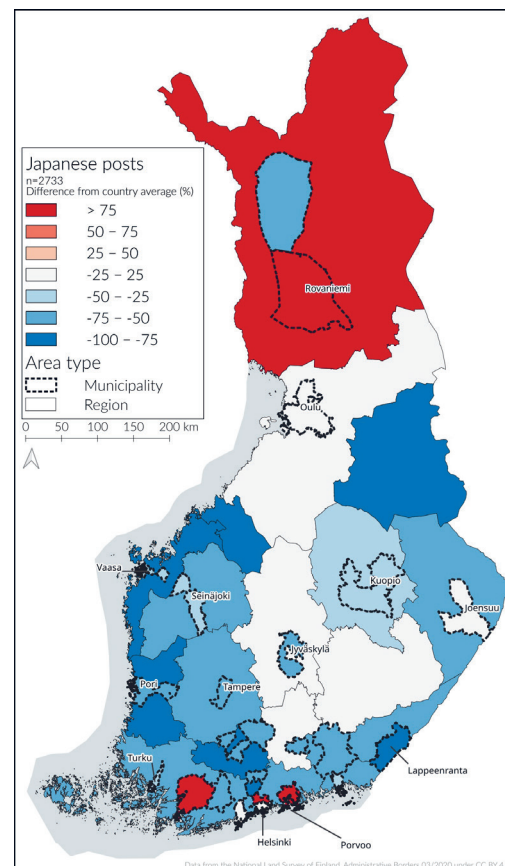 Japanese posts
n=2733
Difference from country average (%)
> 75
50 – 75
25 – 50
-25 – 25
-50 – -25
-75 – -50
-100 – -75
Area type
Municipality
Region
0 50 100 150 200 km
Rovaniemi
Oulu
Vaasa
Seinäjoki
Kuopio
Joensuu
Jyväskylä
Pori
Tampere
Turku
Lappeenranta
Helsinki
Porvoo
Data from the National Land Survey of Finland, Administrative Borders 03/2020 under CC BY 4